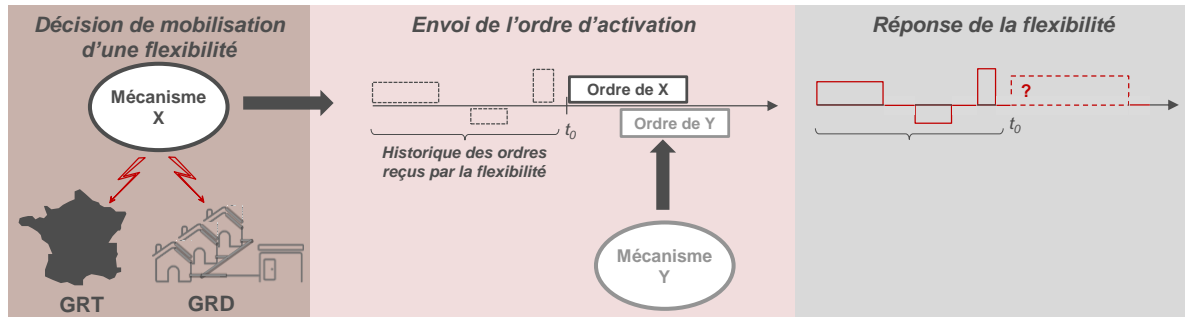 Décision de mobilisation
d’une flexibilité
Mécanisme
X
GRT
GRD
Envoi de l’ordre d’activation
Ordre de X
Ordre de Y
t0
Historique des ordres
reçus par la flexibilité
Mécanisme
Y
Réponse de la flexibilité
?
t0